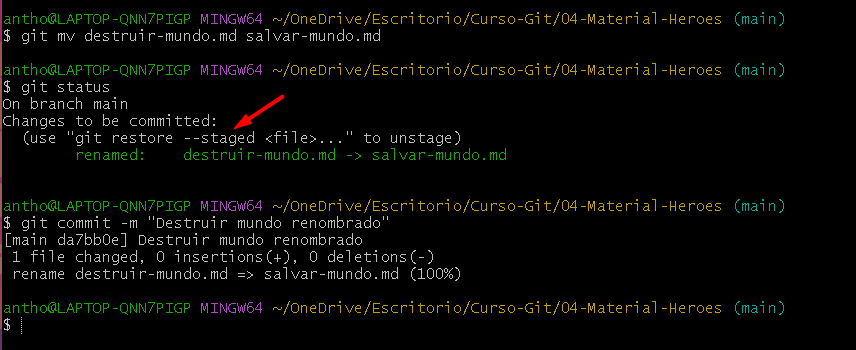 antho@LAPTOP-QNN7PIGP MINGW64 ~/OneDrive/Escritorio/Curso-Git/04-Material-Heroes (main)
$ git mv destruir-mundo.md salvar-mundo.md
antho@LAPTOP-QNN7PIGP MINGW64 ~/OneDrive/Escritorio/Curso-Git/04-Material-Heroes (main)
$ git status
On branch main
Changes to be committed:
  (use "git restore --staged <file>..." to unstage)
        renamed:    destruir-mundo.md -> salvar-mundo.md
antho@LAPTOP-QNN7PIGP MINGW64 ~/OneDrive/Escritorio/Curso-Git/04-Material-Heroes (main)
$ git commit -m "Destruir mundo renombrado"
[main da7bb0e] Destruir mundo renombrado
 1 file changed, 0 insertions(+), 0 deletions(-)
 rename destruir-mundo.md => salvar-mundo.md (100%)
antho@LAPTOP-QNN7PIGP MINGW64 ~/OneDrive/Escritorio/Curso-Git/04-Material-Heroes (main)
$